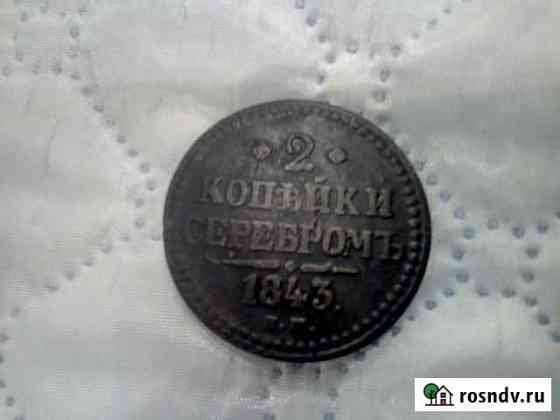 · 2 ·
КОПѢЙКИ
СЕРЕБРОМЪ
1843.
rosndv.ru